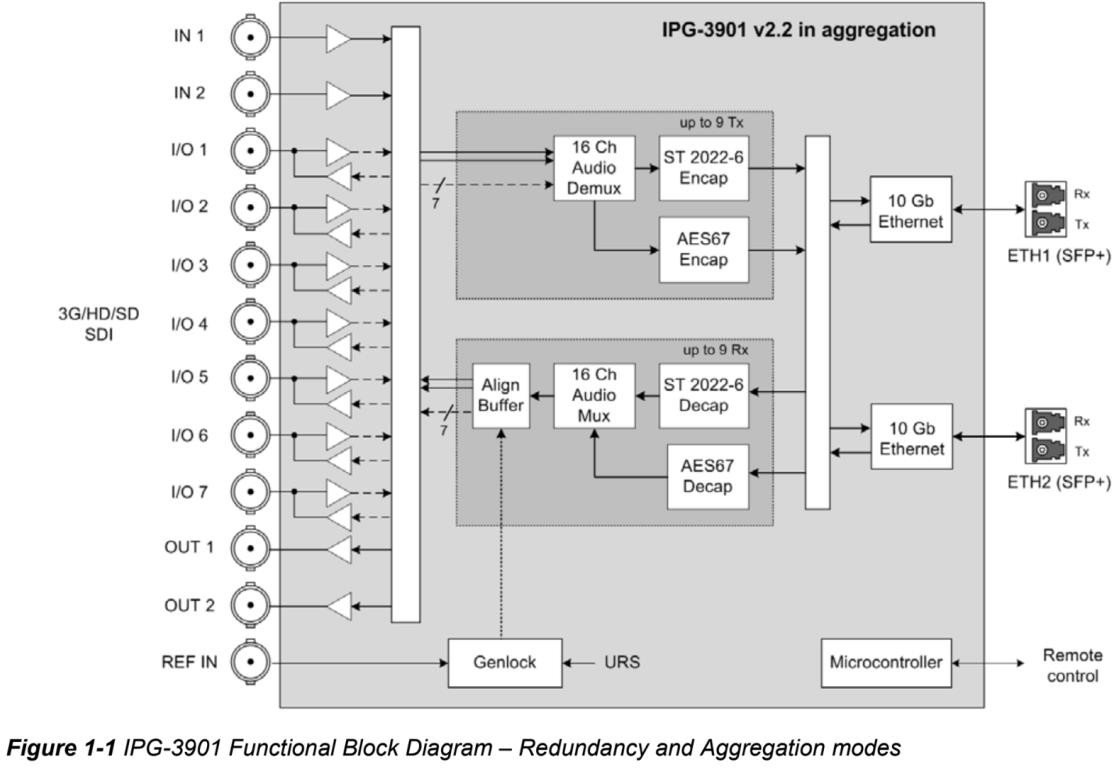 IPG-3901 v2.2 in aggregation
IN 1
IN 2
I/O 1
I/O 2
I/O 3
I/O 4
I/O 5
I/O 6
I/O 7
OUT 1
OUT 2
REF IN
3G/HD/SD
SDI
up to 9 Tx
16 Ch
Audio
Demux
ST 2022-6
Encap
AES67
Encap
7
up to 9 Rx
Align
Buffer
16 Ch
Audio
Mux
ST 2022-6
Decap
AES67
Decap
7
10 Gb
Ethernet
Rx
Tx
ETH1 (SFP+)
10 Gb
Ethernet
Rx
Tx
ETH2 (SFP+)
Genlock
URS
Microcontroller
Remote
control
Figure 1-1 IPG-3901 Functional Block Diagram – Redundancy and Aggregation modes